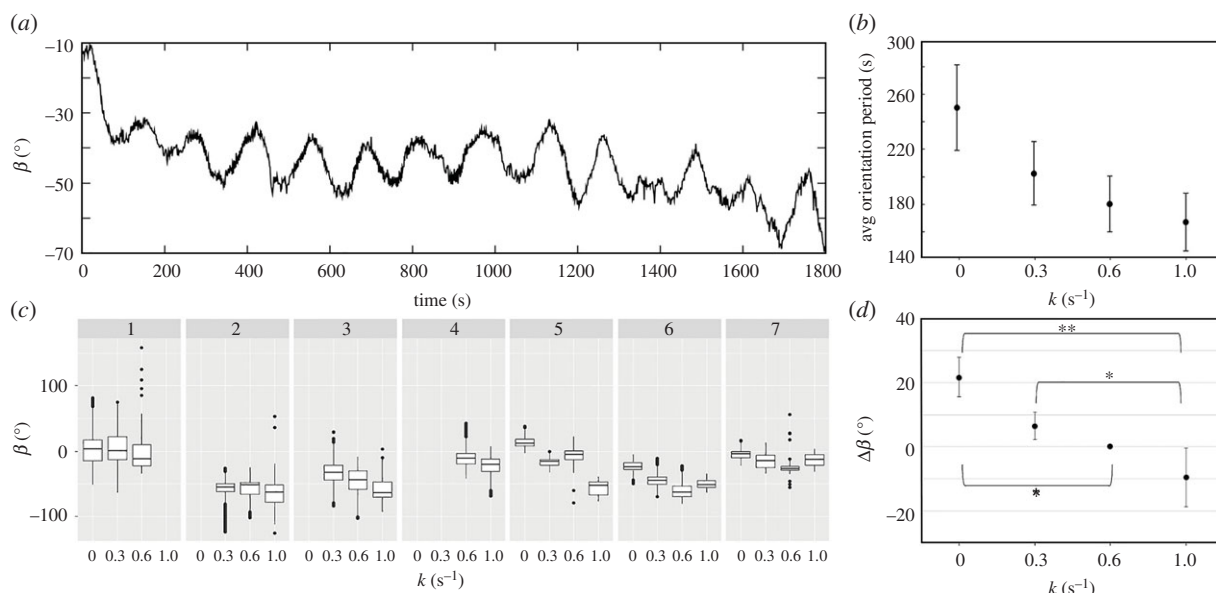 (a)
−10
−30
−50
−70
β (°)
0 200 400 600 800 1000 1200 1400 1600 1800
time (s)
(b)
300
260
220
180
140
avg orientation period (s)
0 0.3 0.6 1.0
k (s−1)
(c)
1 2 3 4 5 6 7
100
0
−100
β (°)
0 0.3 0.6 1.0 0 0.3 0.6 1.0 0 0.3 0.6 1.0 0 0.3 0.6 1.0 0 0.3 0.6 1.0 0 0.3 0.6 1.0 0 0.3 0.6 1.0
k (s−1)
(d)
40
20
0
−20
Δβ (°)
**
*
*
0 0.3 0.6 1.0
k (s−1)